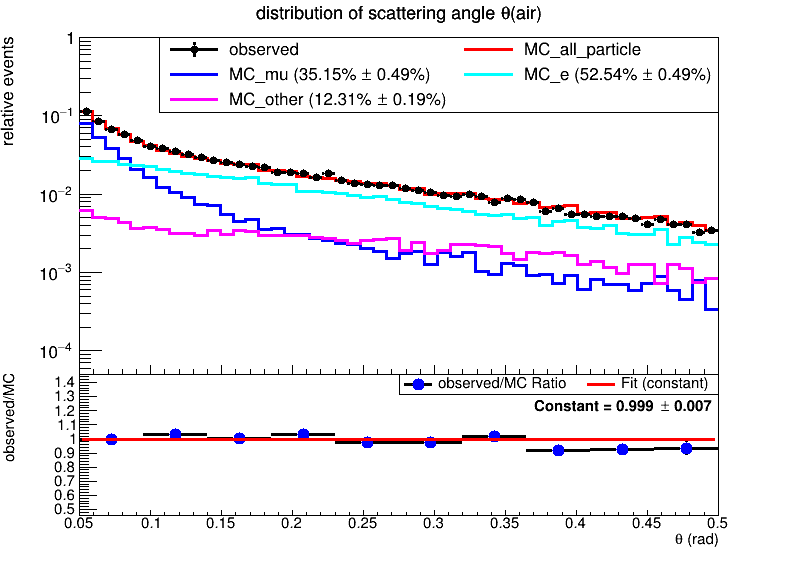 distribution of scattering angle θ(air)
relative events
observed
MC_all_particle
MC_mu (35.15% ± 0.49%)
MC_e (52.54% ± 0.49%)
MC_other (12.31% ± 0.19%)
1
10⁻¹
10⁻²
10⁻³
10⁻⁴
observed/MC
observed/MC Ratio
Fit (constant)
Constant = 0.999 ± 0.007
1.4
1.3
1.2
1.1
1
0.9
0.8
0.7
0.6
0.5
0.05 0.1 0.15 0.2 0.25 0.3 0.35 0.4 0.45 0.5
θ (rad)